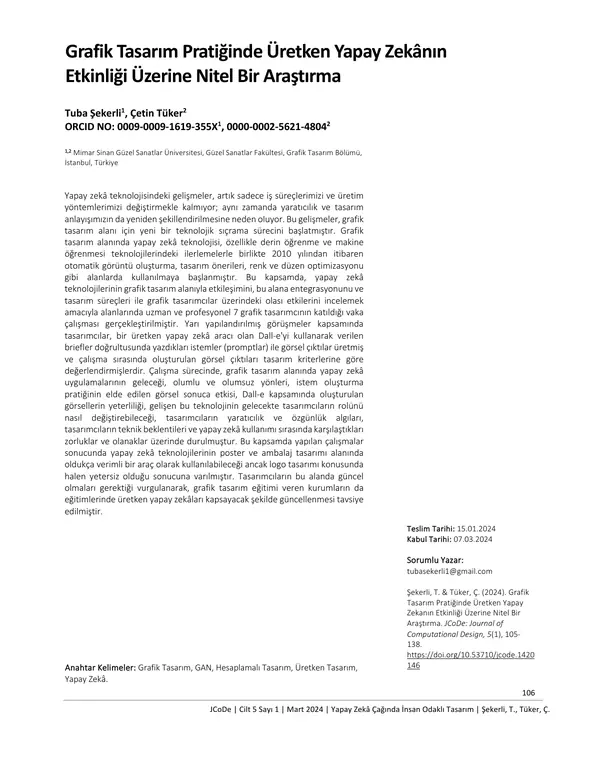 Grafik Tasarım Pratiğinde Üretken Yapay Zekânın
Etkinliği Üzerine Nitel Bir Araştırma
Tuba Şekerli¹, Çetin Tüker²
ORCID NO: 0009-0009-1619-355X¹, 0000-0002-5621-4804²
¹,² Mimar Sinan Güzel Sanatlar Üniversitesi, Güzel Sanatlar Fakültesi, Grafik Tasarım Bölümü,
İstanbul, Türkiye
Yapay zekâ teknolojisindeki gelişmeler, artık sadece iş süreçlerimizi ve üretim
yöntemlerimizi değiştirmekle kalmıyor; aynı zamanda yaratıcılık ve tasarım
anlayışımızın da yeniden şekillendirilmesine neden oluyor. Bu gelişmeler, grafik
tasarım alanı için yeni bir teknolojik sıçrama sürecini başlatmıştır. Grafik
tasarım alanında yapay zekâ teknolojisi, özellikle derin öğrenme ve makine
öğrenmesi teknolojilerindeki ilerlemelerle birlikte 2010 yılından itibaren
otomatik görüntü oluşturma, tasarım önerileri, renk ve düzen optimizasyonu
gibi alanlarda kullanılmaya başlanmıştır. Bu kapsamda, yapay zekâ
teknolojilerinin grafik tasarım alanıyla etkileşimini, bu alana entegrasyonunu ve
tasarım süreçleri ile grafik tasarımcılar üzerindeki olası etkilerini incelemek
amacıyla alanlarında uzman ve profesyonel 7 grafik tasarımcının katıldığı vaka
çalışması gerçekleştirilmiştir. Yarı yapılandırılmış görüşmeler kapsamında
tasarımcılar, bir üretken yapay zekâ aracı olan Dall-e'yi kullanarak verilen
briefler doğrultusunda yazdıkları istemler (promptlar) ile görsel çıktılar üretmiş
ve çalışma sırasında oluşturulan görsel çıktıları tasarım kriterlerine göre
değerlendirmişlerdir. Çalışma sürecinde, grafik tasarım alanında yapay zekâ
uygulamalarının geleceği, olumlu ve olumsuz yönleri, istem oluşturma
pratiğinin elde edilen görsel sonuca etkisi, Dall-e kapsamında oluşturulan
görsellerin yeterliliği, gelişen bu teknolojinin gelecekte tasarımcıların rolünü
nasıl değiştirebileceği, tasarımcıların yaratıcılık ve özgünlük algıları,
tasarımcıların teknik beklentileri ve yapay zekâ kullanımı sırasında karşılaştıkları
zorluklar ve olanaklar üzerinde durulmuştur. Bu kapsamda yapılan çalışmalar
sonucunda yapay zekâ teknolojilerinin poster ve ambalaj tasarımı alanında
oldukça verimli bir araç olarak kullanılabileceği ancak logo tasarımı konusunda
halen yetersiz olduğu sonucuna varılmıştır. Tasarımcıların bu alanda güncel
olmaları gerektiği vurgulanarak, grafik tasarım eğitimi veren kurumların da
eğitimlerinde üretken yapay zekâları kapsayacak şekilde güncellenmesi tavsiye
edilmiştir.
Teslim Tarihi: 15.01.2024
Kabul Tarihi: 07.03.2024
Sorumlu Yazar:
tubasekerli1@gmail.com
Şekerli, T. & Tüker, Ç. (2024). Grafik
Tasarım Pratiğinde Üretken Yapay
Zekanın Etkinliği Üzerine Nitel Bir
Araştırma. JCoDe: Journal of
Computational Design, 5(1), 105-
138.
https://doi.org/10.53710/jcode.1420
146
Anahtar Kelimeler: Grafik Tasarım, GAN, Hesaplamalı Tasarım, Üretken Tasarım,
Yapay Zekâ.
106
JCoDe | Cilt 5 Sayı 1 | Mart 2024 | Yapay Zekâ Çağında İnsan Odaklı Tasarım | Şekerli, T., Tüker, Ç.